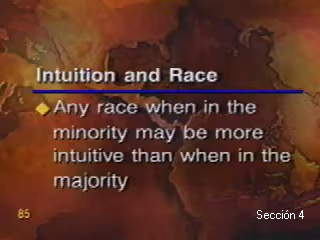 Intuition and Race
Any race when in the
minority may be more
intuitive than when in the
majority
85
Sección 4